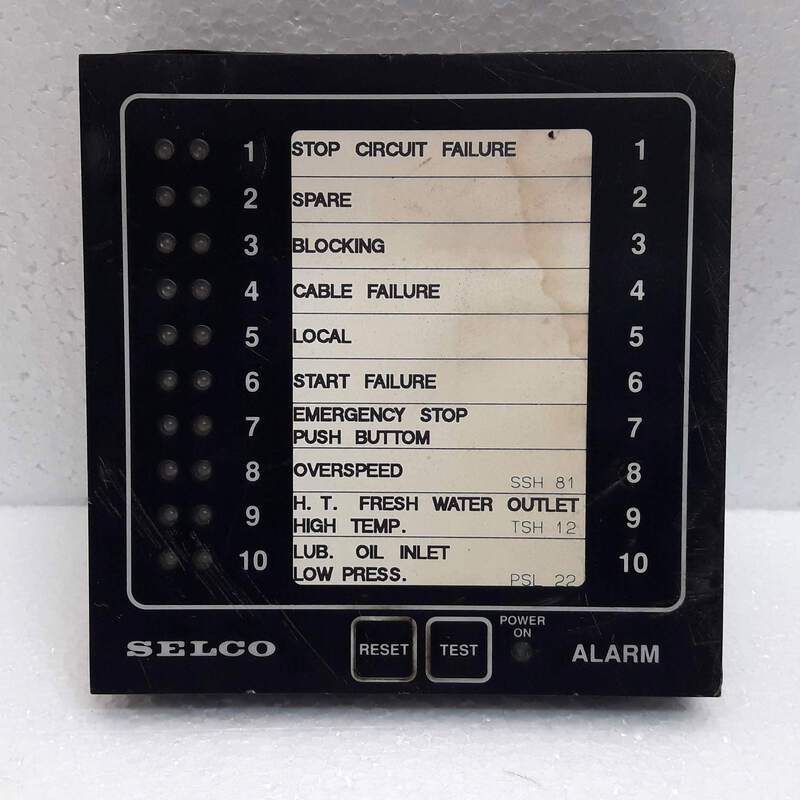 1 STOP CIRCUIT FAILURE 1
2 SPARE 2
3 BLOCKING 3
4 CABLE FAILURE 4
5 LOCAL 5
6 START FAILURE 6
7 EMERGENCY STOP 7
PUSH BUTTOM
8 OVERSPEED SSH 81 8
9 H. T. FRESH WATER OUTLET 9
HIGH TEMP. TSH 12
10 LUB. OIL INLET 10
LOW PRESS. PSL 22
SELCO RESET TEST POWER ALARM
ON